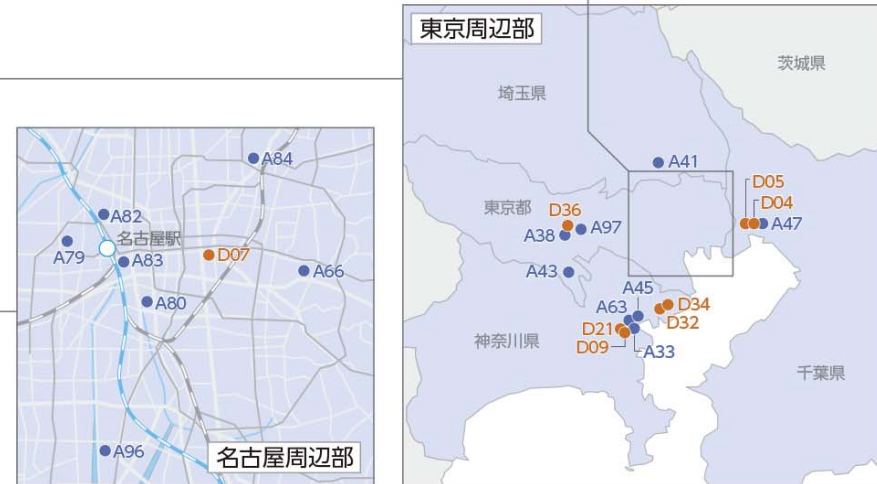 東京周辺部
茨城県
埼玉県
A41
D05
D04
東京都
D36
A97
A47
A38
A43
A45
A63
D34
D21
D32
神奈川県
D09
A33
千葉県
A84
A82
名古屋駅
A79
A83
D07
A66
A80
A96
名古屋周辺部